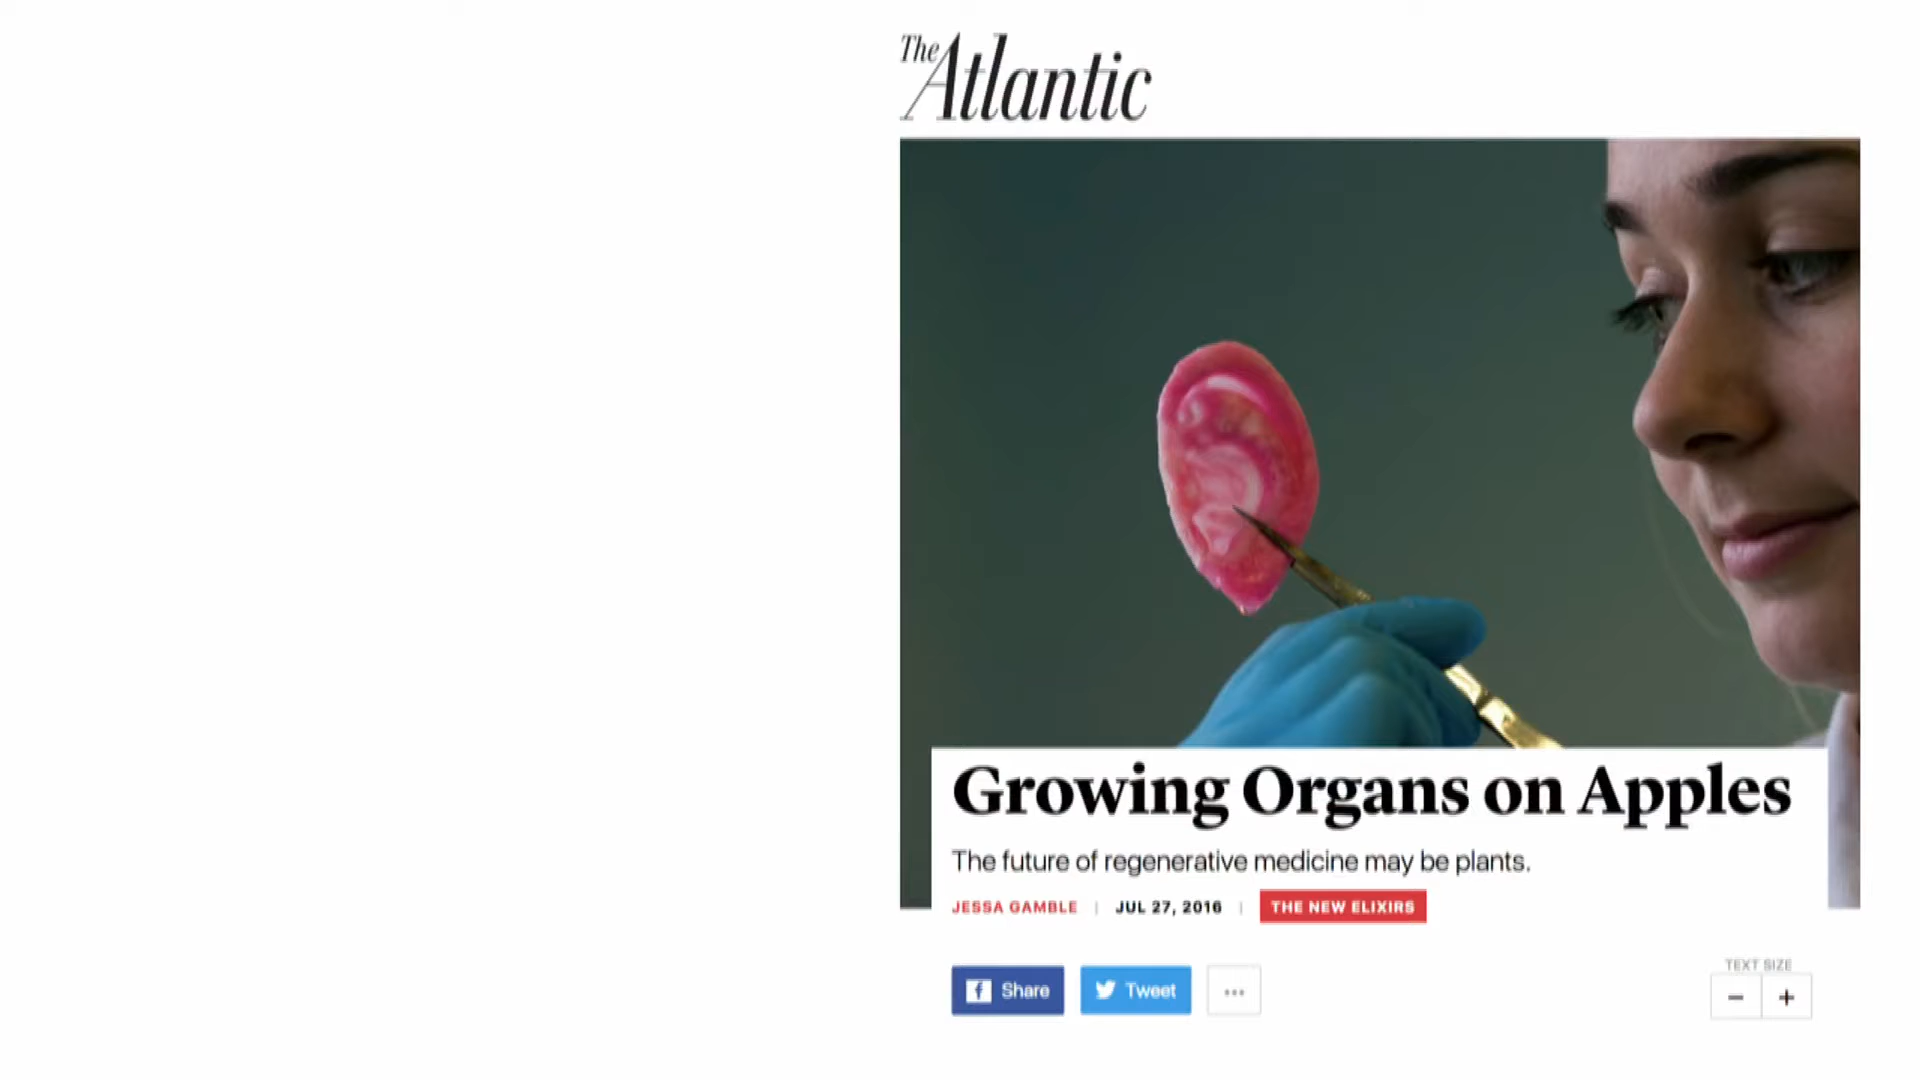 The Atlantic
Growing Organs on Apples
The future of regenerative medicine may be plants.
JESSA GAMBLE | JUL 27, 2016 | THE NEW ELIXIRS
Share Tweet ...
TEXT SIZE
− +